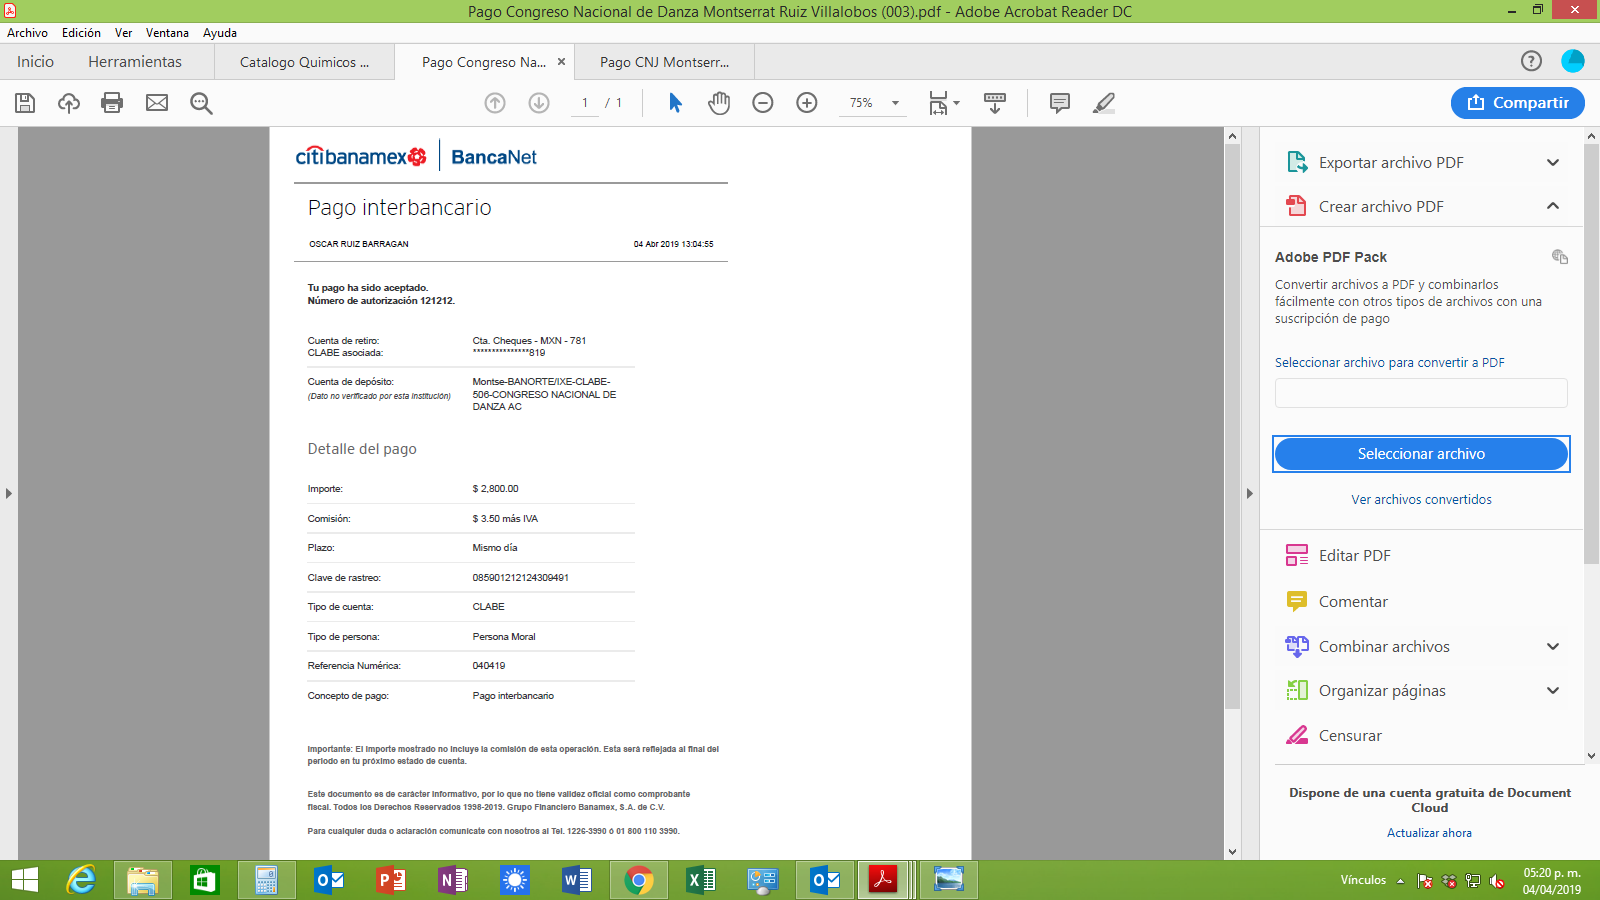 Pago Congreso Nacional de Danza Montserrat Ruiz Villalobos (003).pdf - Adobe Acrobat Reader DC
Archivo Edición Ver Ventana Ayuda
Inicio Herramientas Catalogo Quimicos ... Pago Congreso Na... × Pago CNJ Montserr...
1 / 1 75% Compartir
citibanamex BancaNet
Pago interbancario
OSCAR RUIZ BARRAGAN 04 Abr 2019 13:04:55
Tu pago ha sido aceptado.
Número de autorización 121212.
Cuenta de retiro: Cta. Cheques - MXN - 781
CLABE asociada: ***************819
Cuenta de depósito: Montse-BANORTE/IXE-CLABE-
(Dato no verificado por esta institución) 506-CONGRESO NACIONAL DE
DANZA AC
Detalle del pago
Importe: $ 2,800.00
Comisión: $ 3.50 más IVA
Plazo: Mismo día
Clave de rastreo: 085901212124309491
Tipo de cuenta: CLABE
Tipo de persona: Persona Moral
Referencia Numérica: 040419
Concepto de pago: Pago interbancario
Importante: El importe mostrado no incluye la comisión de esta operación. Esta será reflejada al final del
periodo en tu próximo estado de cuenta.
Este documento es de carácter informativo, por lo que no tiene validez oficial como comprobante
fiscal. Todos los Derechos Reservados 1998-2019. Grupo Financiero Banamex, S.A. de C.V.
Para cualquier duda o aclaración comunicate con nosotros al Tel. 1226-3990 ó 01 800 110 3990.
Exportar archivo PDF
Crear archivo PDF
Adobe PDF Pack
Convertir archivos a PDF y combinarlos
fácilmente con otros tipos de archivos con una
suscripción de pago
Seleccionar archivo para convertir a PDF
Seleccionar archivo
Ver archivos convertidos
Editar PDF
Comentar
Combinar archivos
Organizar páginas
Censurar
Dispone de una cuenta gratuita de Document
Cloud
Actualizar ahora
Vínculos
05:20 p. m.
04/04/2019